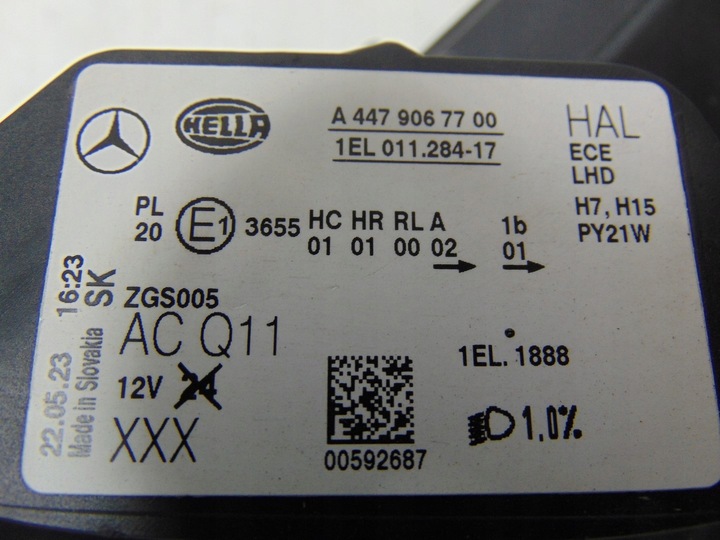 HELLA
A 447 906 77 00
1EL 011.284-17
HAL
ECE
LHD
H7, H15
PY21W
PL
20
E1
3655
HC HR RL A
01 01 00 02
1b
01
22.05.23 16:23
Made in Slovakia SK
ZGS005
AC Q11
12V 24
XXX
00592687
1EL. 1888
1,0%